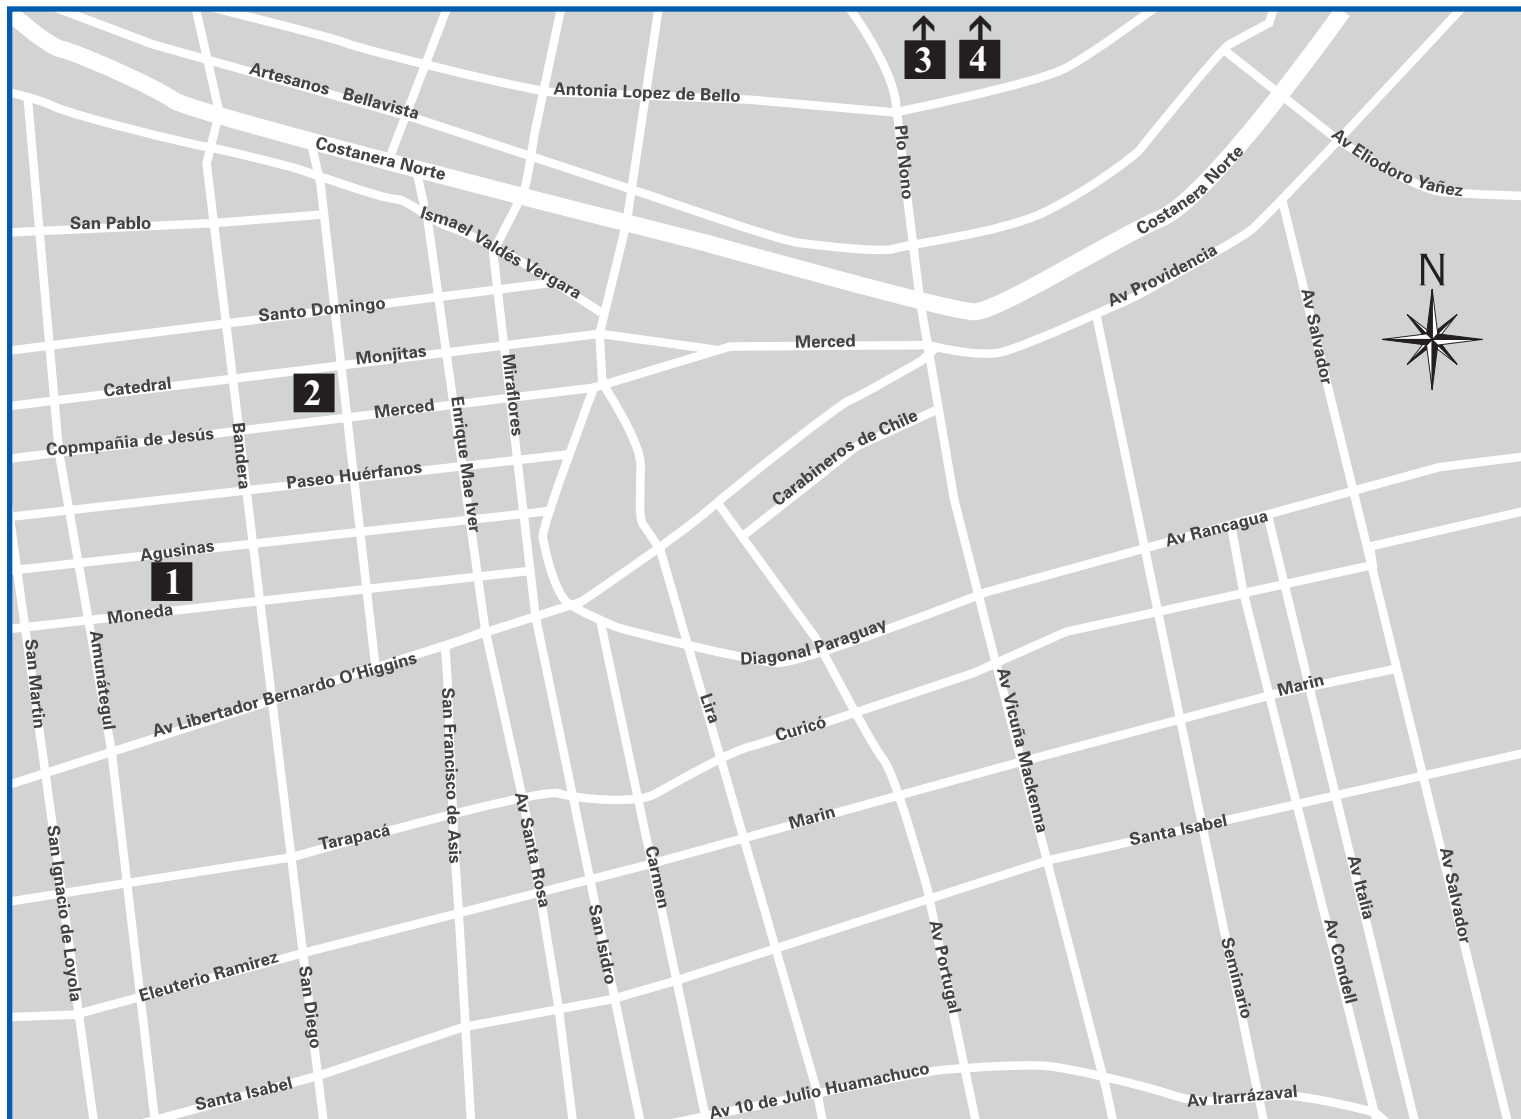 3
4
Artesanos Bellavista
Antonia Lopez de Bello
Costanera Norte
PIo Nono
Av Eliodoro Yañez
Costanera Norte
San Pablo
Ismael Valdés Vergara
Av Providencia
N
Santo Domingo
Av Salvador
Monjitas
Merced
Miraflores
Catedral
2
Merced
Enrique Mae Iver
Copmpañia de Jesús
Bandera
Carabineros de Chile
Paseo Huérfanos
Av Rancagua
Agusinas
1
Moneda
San Martin
Amunátegul
Diagonal Paraguay
Av Libertador Bernardo O'Higgins
San Francisco de Asis
Lira
Curicó
Av Vicuña Mackenna
Marin
Tarapacá
Av Santa Rosa
Marin
Santa Isabel
San Ignacio de Loyola
Carmen
Av Italia
Av Salvador
San Isidro
Av Portugal
Av Condell
Seminario
Eleuterio Ramirez
San Diego
Santa Isabel
Av 10 de Julio Huamachuco
Av Irarrázaval